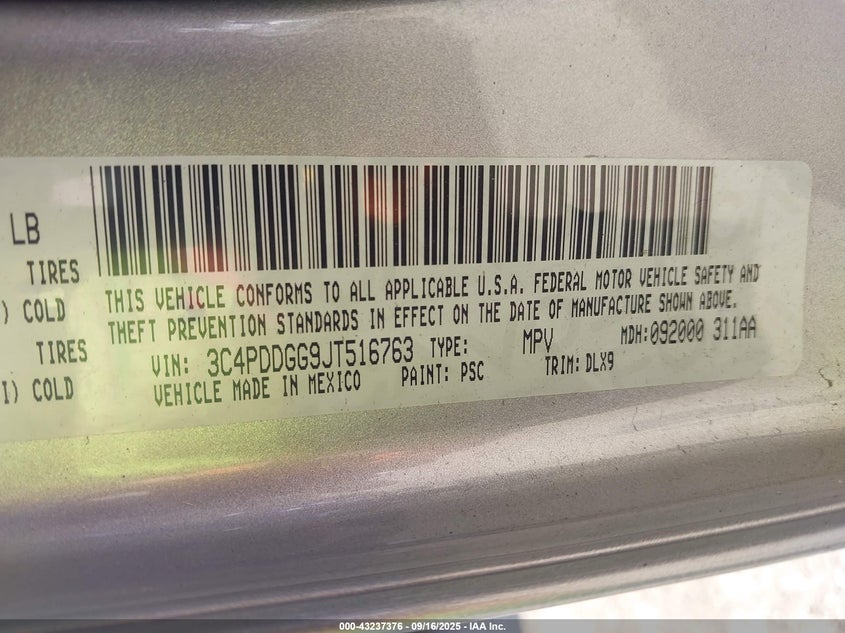 LB
TIRES
) COLD
TIRES
I) COLD
THIS VEHICLE CONFORMS TO ALL APPLICABLE U.S.A. FEDERAL MOTOR VEHICLE SAFETY AND
THEFT PREVENTION STANDARDS IN EFFECT ON THE DATE OF MANUFACTURE SHOWN ABOVE.
VIN: 3C4PDDGG9JT516763 TYPE: MPV MDH:092000 311AA
VEHICLE MADE IN MEXICO PAINT: PSC TRIM: DLX9
000-43237376 - 09/16/2025 - IAA Inc.